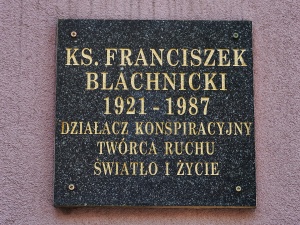 KS. FRANCISZEK
BLACHNICKI
1921-1987
DZIAŁACZ KONSPIRACYJNY
TWÓRCA RUCHU
ŚWIATŁO I ŻYCIE